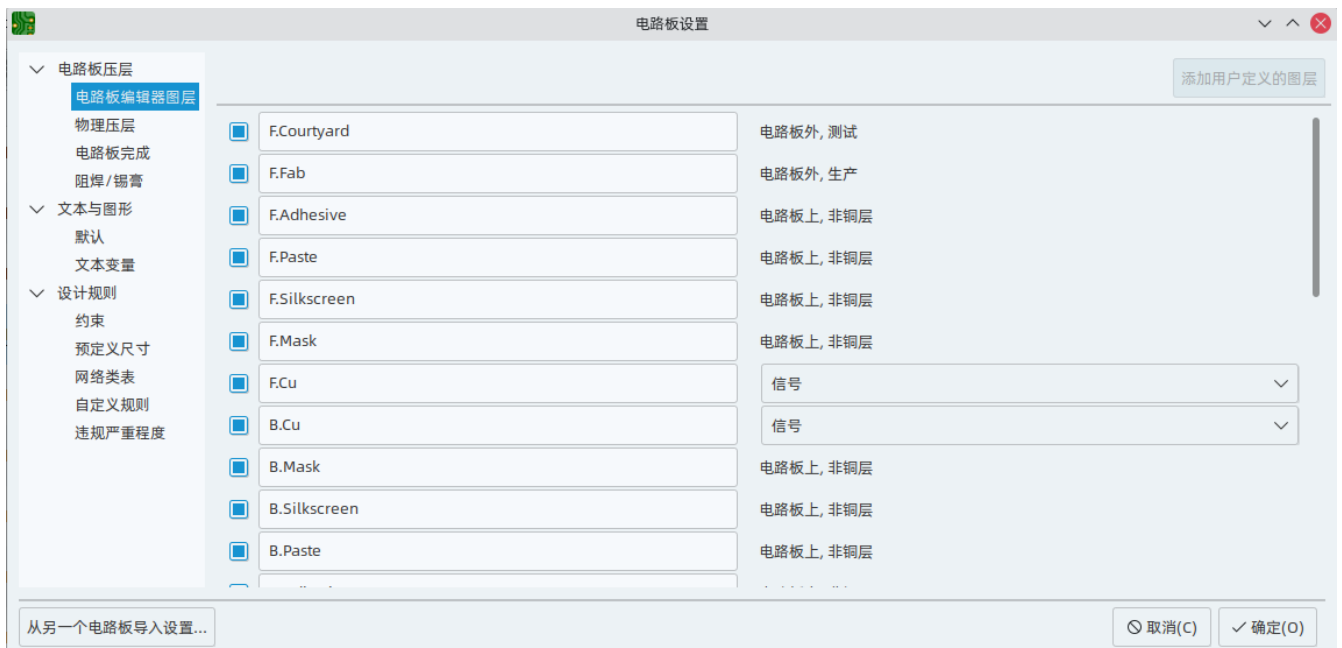 电路板设置
电路板压层
电路板编辑器图层
物理压层
电路板完成
阻焊/锡膏
文本与图形
默认
文本变量
设计规则
约束
预定义尺寸
网络类表
自定义规则
违规严重程度
添加用户定义的图层
F.Courtyard 电路板外, 测试
F.Fab 电路板外, 生产
F.Adhesive 电路板上, 非铜层
F.Paste 电路板上, 非铜层
F.Silkscreen 电路板上, 非铜层
F.Mask 电路板上, 非铜层
F.Cu 信号
B.Cu 信号
B.Mask 电路板上, 非铜层
B.Silkscreen 电路板上, 非铜层
B.Paste 电路板上, 非铜层
从另一个电路板导入设置...
取消(C)
确定(O)